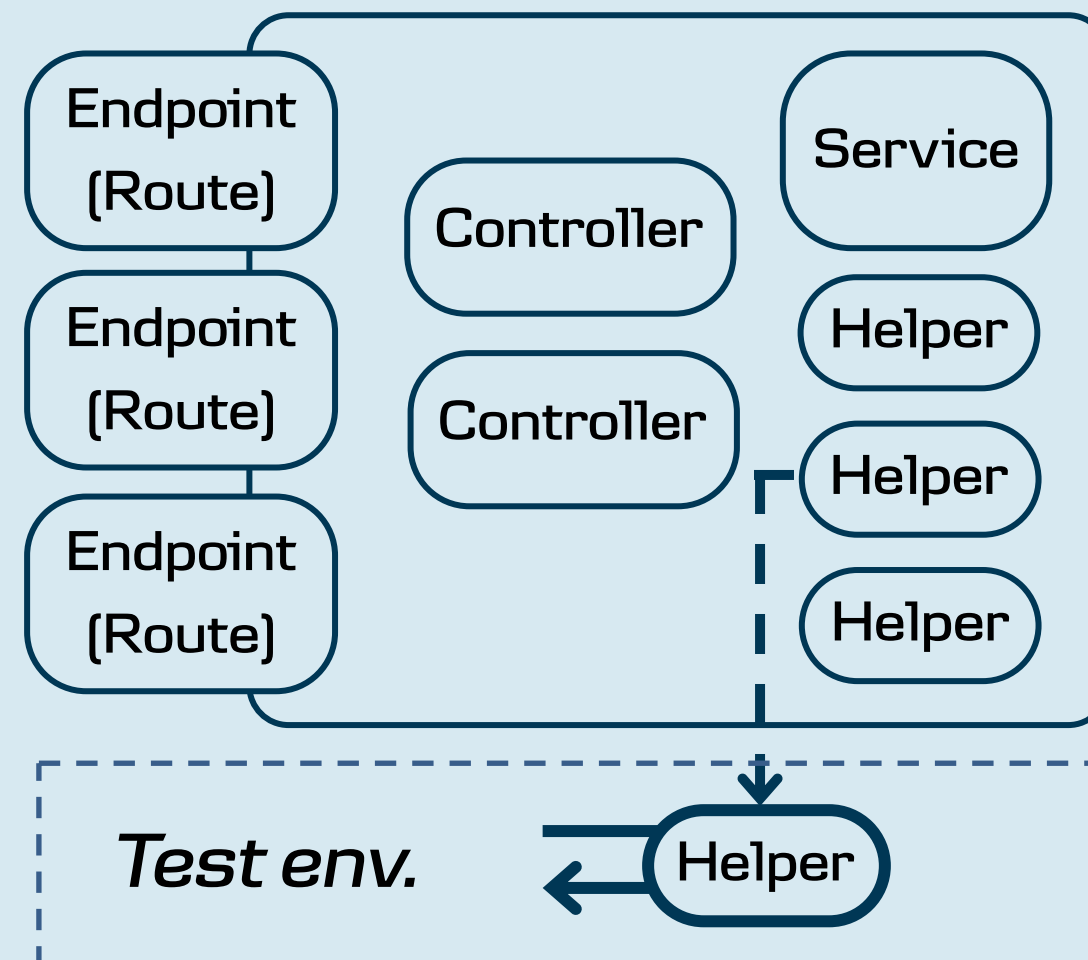 Endpoint
(Route)
Endpoint
(Route)
Endpoint
(Route)
Controller
Controller
Service
Helper
Helper
Helper
Test env.
Helper